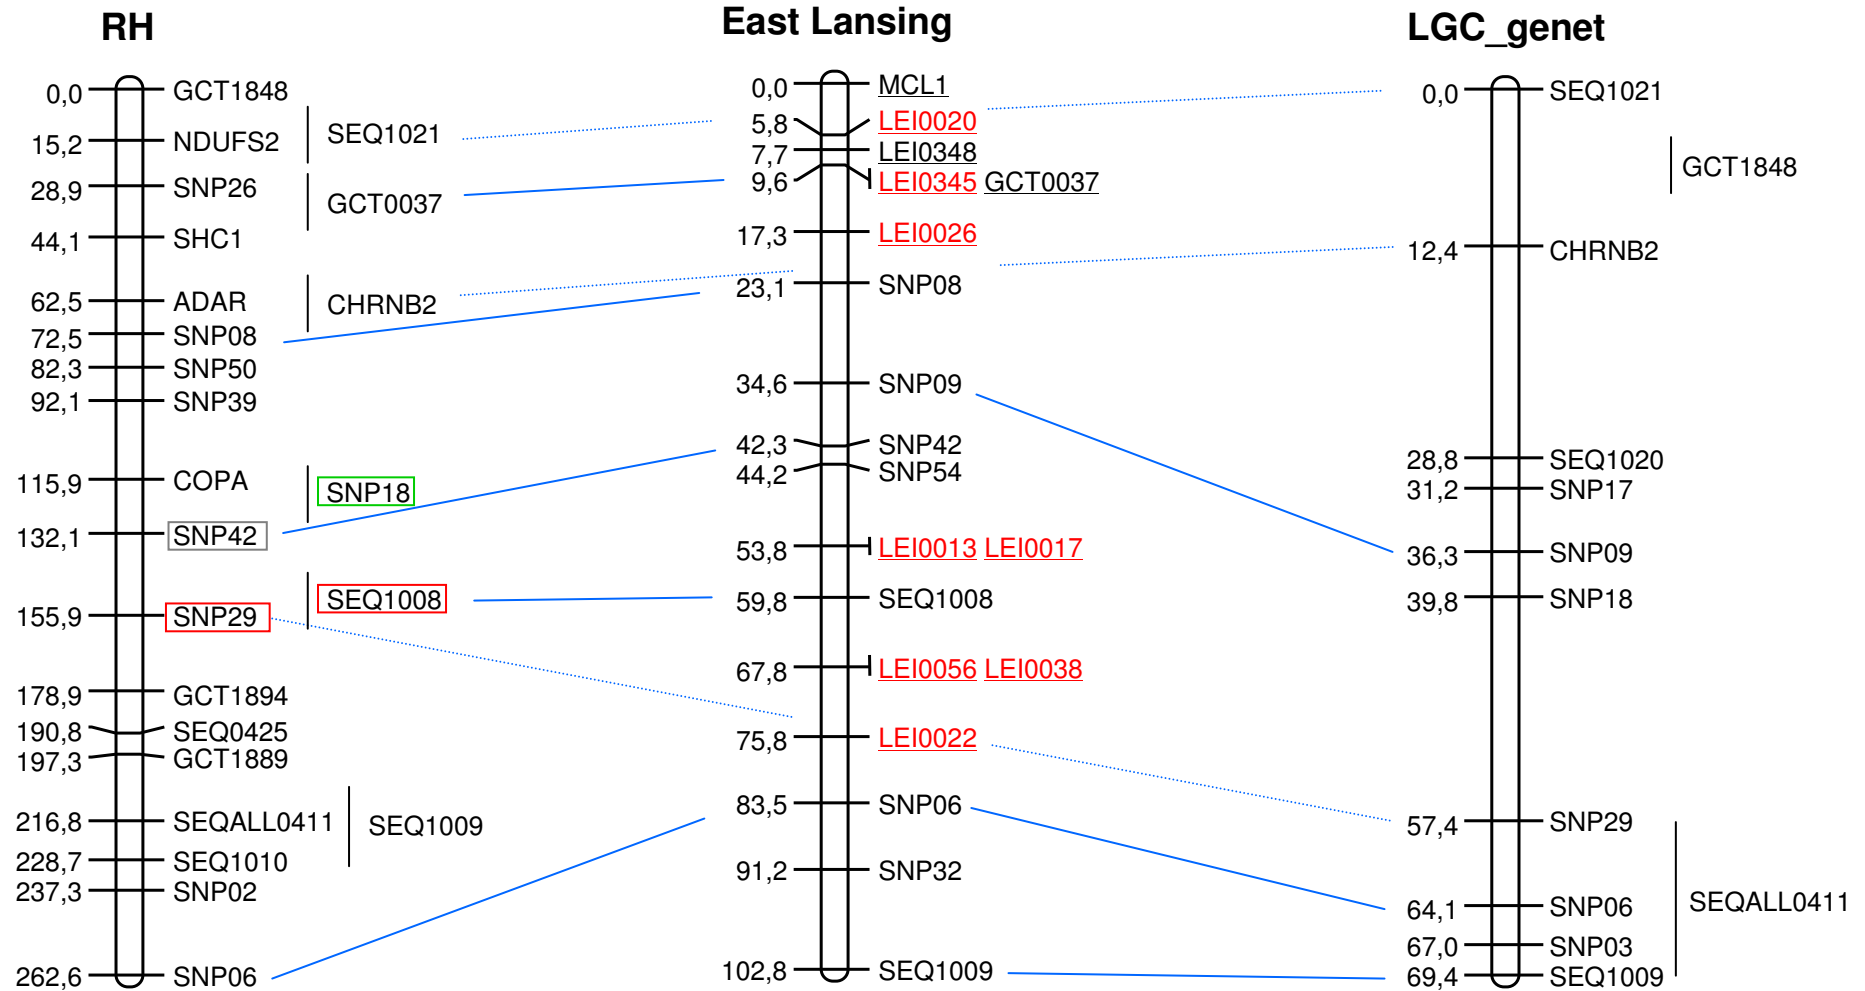 RH
0,0 GCT1848
SEQ1021
15,2 NDUFS2
28,9 SNP26
GCT0037
44,1 SHC1
62,5 ADAR
CHRNB2
72,5 SNP08
82,3 SNP50
92,1 SNP39
115,9 COPA
SNP18
132,1 SNP42
SEQ1008
155,9 SNP29
178,9 GCT1894
190,8 SEQ0425
197,3 GCT1889
216,8 SEQALL0411 SEQ1009
228,7 SEQ1010
237,3 SNP02
262,6 SNP06
East Lansing
0,0 MCL1
5,8 LEI0020
7,7 LEI0348
9,6 LEI0345 GCT0037
17,3 LEI0026
23,1 SNP08
34,6 SNP09
42,3 SNP42
44,2 SNP54
53,8 LEI0013 LEI0017
59,8 SEQ1008
67,8 LEI0056 LEI0038
75,8 LEI0022
83,5 SNP06
91,2 SNP32
102,8 SEQ1009
LGC_genet
0,0 SEQ1021
GCT1848
12,4 CHRNB2
28,8 SEQ1020
31,2 SNP17
36,3 SNP09
39,8 SNP18
57,4 SNP29
SEQALL0411
64,1 SNP06
67,0 SNP03
69,4 SEQ1009